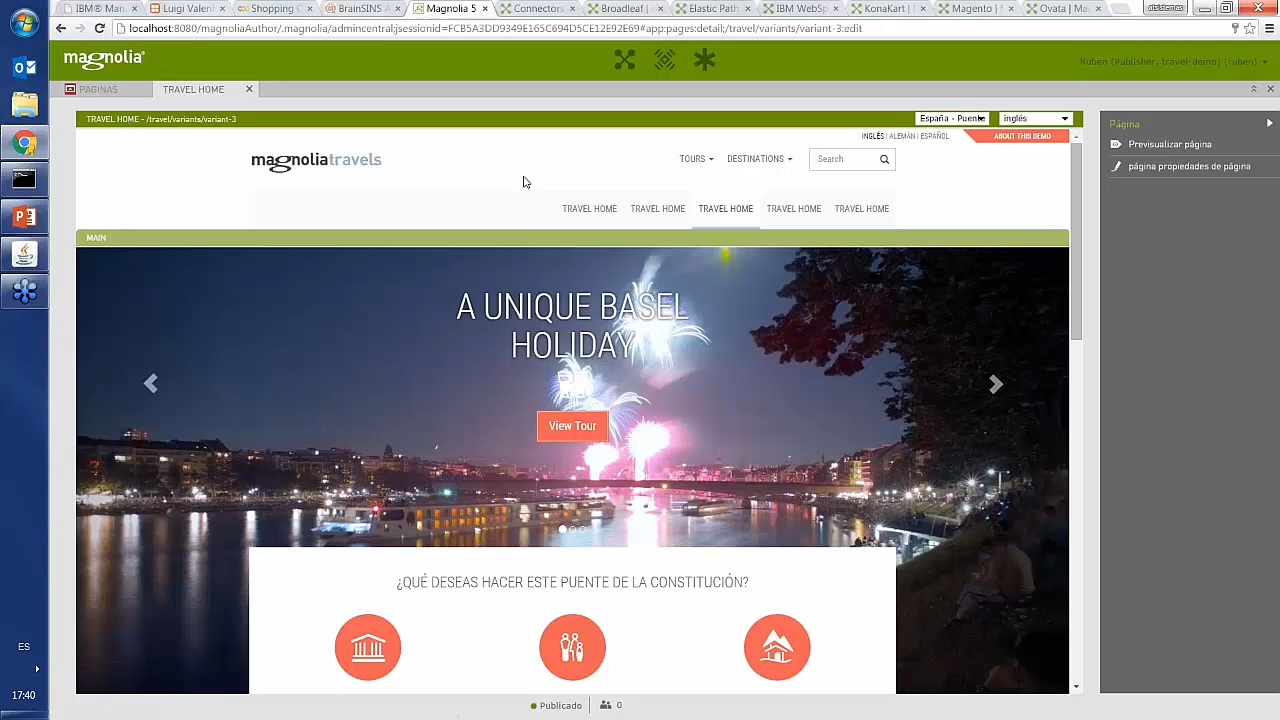 IBM® Man
Luigi Valen
Shopping C
BrainSINS A
Magnolia 5
Connectors
Broadleaf |
Elastic Path
IBM WebSp
KonaKart |
Magento |
Ovata | Ma
localhost:8080/magnoliaAuthor/.magnolia/admincentral;jsessionid=FCB5A3DD9349E165C694D5CE12E92E69#app:pages:detail;/travel/variants/variant-3:edit
magnolia®
Ruben (Publisher, travel-demo) (ruben)
PÁGINAS
TRAVEL HOME
TRAVEL HOME - /travel/variants/variant-3
España - Puente
inglés
Página
Previsualizar página
página propiedades de página
INGLÉS | ALEMÁN | ESPAÑOL
ABOUT THIS DEMO
magnoliatravels
TOURS
DESTINATIONS
Search
TRAVEL HOME
TRAVEL HOME
TRAVEL HOME
TRAVEL HOME
TRAVEL HOME
MAIN
A UNIQUE BASEL
HOLIDAY
View Tour
¿QUÉ DESEAS HACER ESTE PUENTE DE LA CONSTITUCIÓN?
Publicado
0
ES
17:40